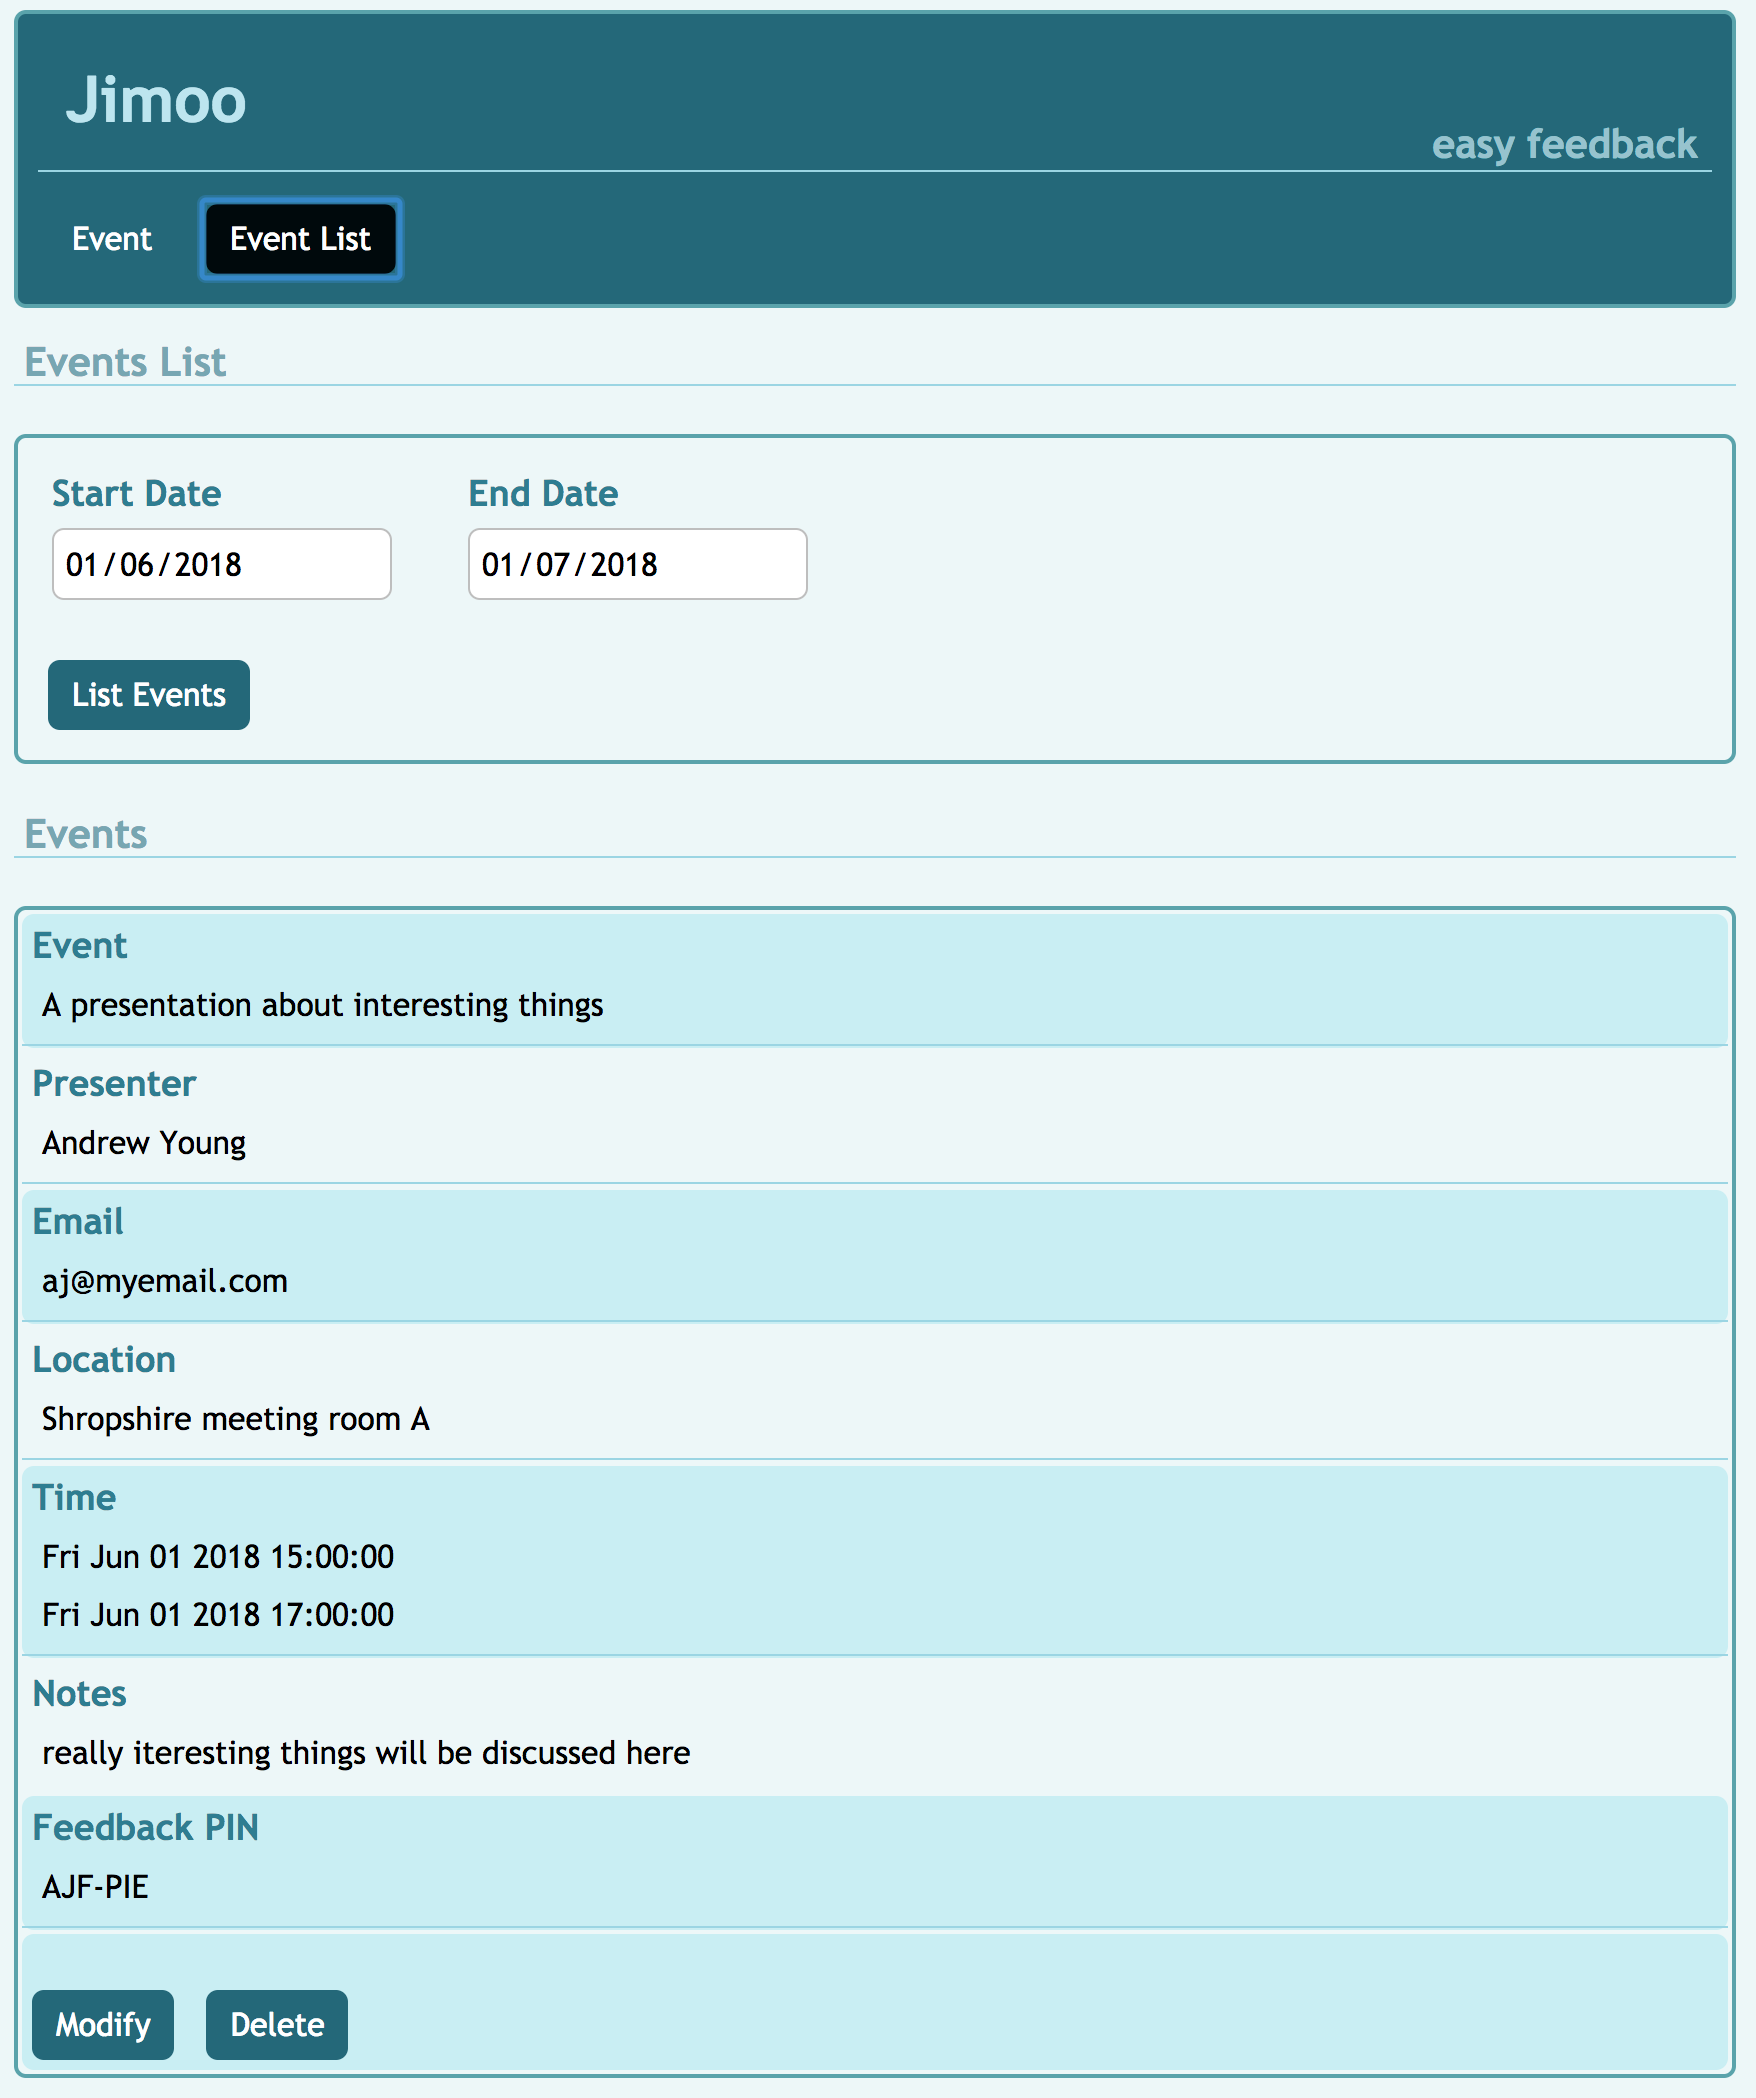 Jimoo
easy feedback
Event
Event List
Events List
Start Date
End Date
01/06/2018
01/07/2018
List Events
Events
Event
A presentation about interesting things
Presenter
Andrew Young
Email
aj@myemail.com
Location
Shropshire meeting room A
Time
Fri Jun 01 2018 15:00:00
Fri Jun 01 2018 17:00:00
Notes
really iteresting things will be discussed here
Feedback PIN
AJF-PIE
Modify
Delete